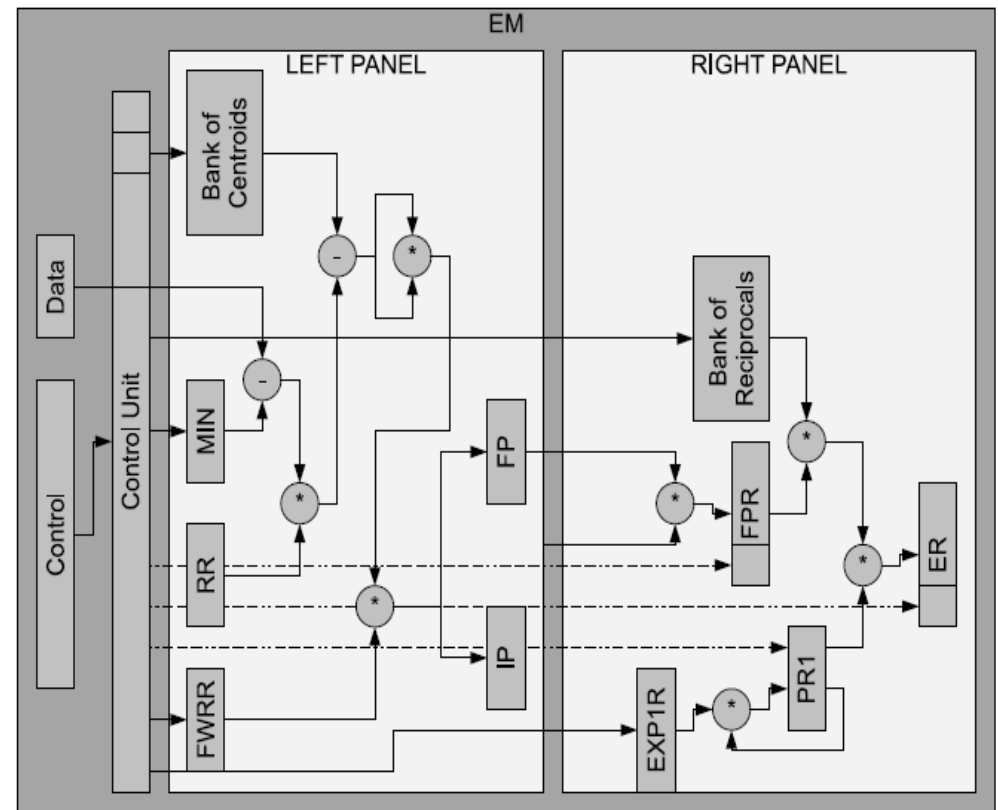 EM
LEFT PANEL
RIGHT PANEL
Bank of
Centroids
-
*
Data
-
Bank of
Reciprocals
Control Unit
MIN
Control
*
FP
*
FPR
*
RR
*
IP
*
ER
FWRR
EXP1R
*
PR1